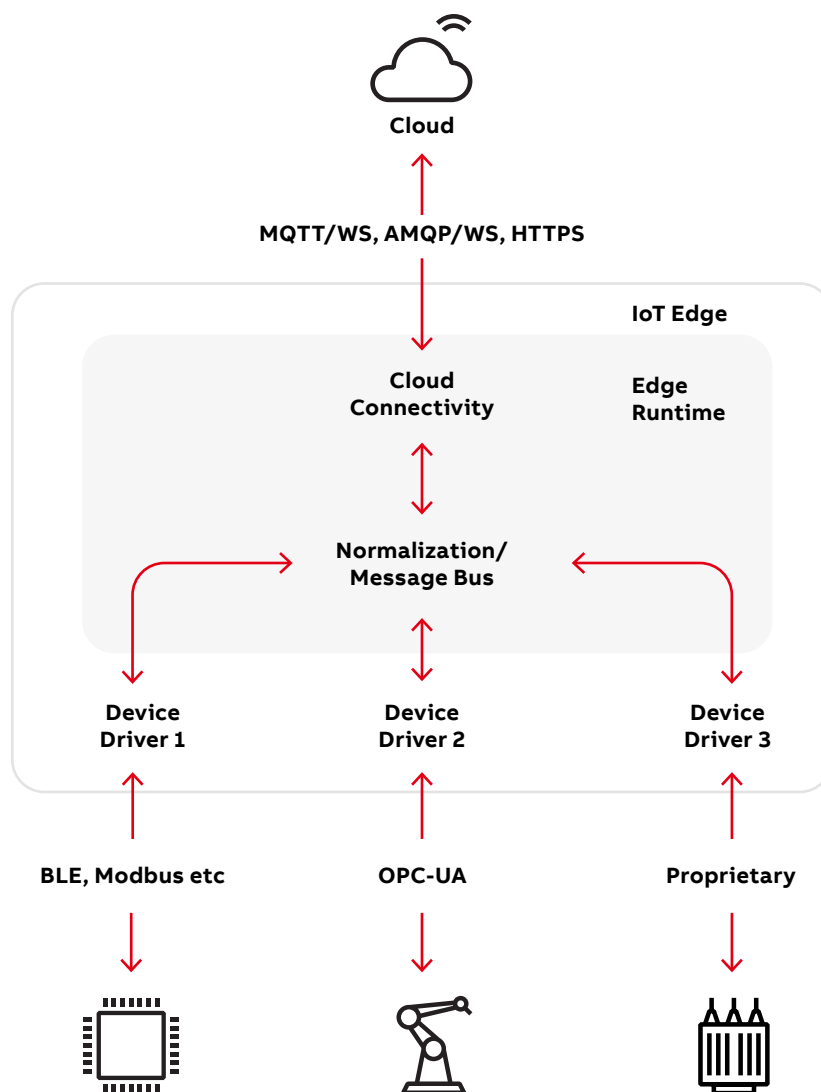 Cloud
MQTT/WS, AMQP/WS, HTTPS
IoT Edge
Cloud
Connectivity
Edge
Runtime
Normalization/
Message Bus
Device
Driver 1
Device
Driver 2
Device
Driver 3
BLE, Modbus etc
OPC-UA
Proprietary